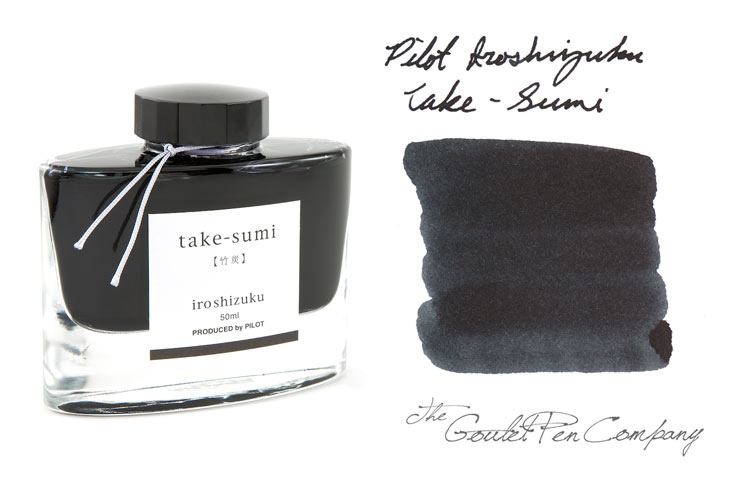 take-sumi
【竹炭】
iroshizuku
50ml
PRODUCED by PILOT
Pilot Iroshizuku
Take-Sumi
The
Goulet Pen Company